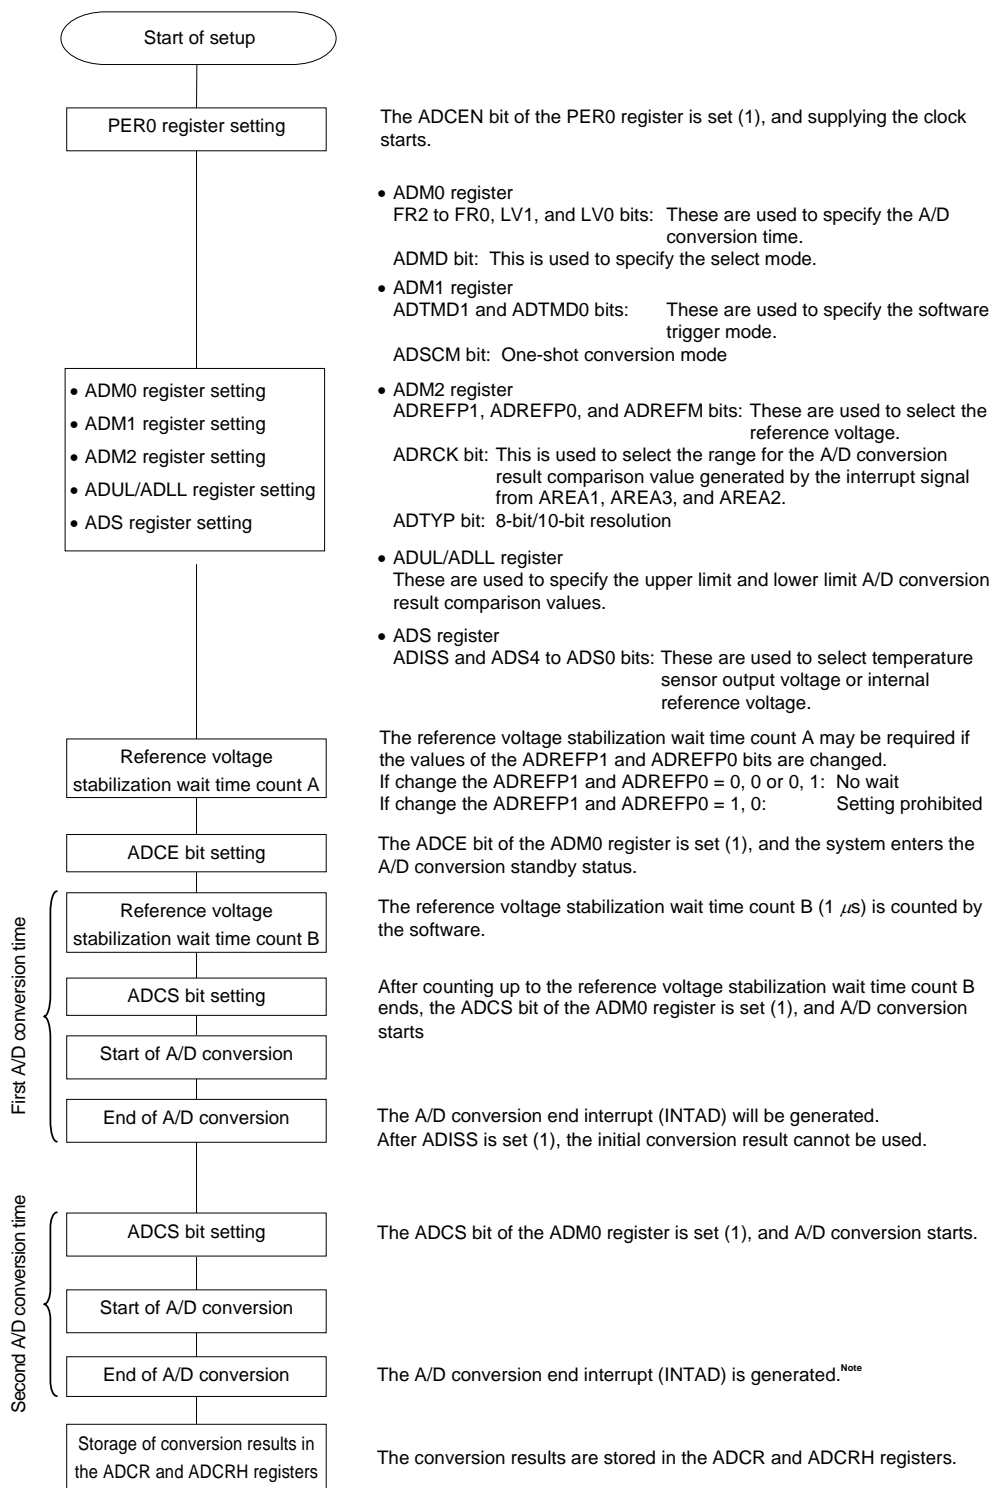 Start of setup
PER0 register setting
The ADCEN bit of the PER0 register is set (1), and supplying the clock
starts.
• ADM0 register
FR2 to FR0, LV1, and LV0 bits: These are used to specify the A/D
conversion time.
ADMD bit: This is used to specify the select mode.
• ADM1 register
ADTMD1 and ADTMD0 bits: These are used to specify the software
trigger mode.
ADSCM bit: One-shot conversion mode
• ADM0 register setting
• ADM1 register setting
• ADM2 register setting
• ADUL/ADLL register setting
• ADS register setting
• ADM2 register
ADREFP1, ADREFP0, and ADREFM bits: These are used to select the
reference voltage.
ADRCK bit: This is used to select the range for the A/D conversion
result comparison value generated by the interrupt signal
from AREA1, AREA3, and AREA2.
ADTYP bit: 8-bit/10-bit resolution
• ADUL/ADLL register
These are used to specify the upper limit and lower limit A/D conversion
result comparison values.
• ADS register
ADISS and ADS4 to ADS0 bits: These are used to select temperature
sensor output voltage or internal
reference voltage.
Reference voltage
stabilization wait time count A
The reference voltage stabilization wait time count A may be required if
the values of the ADREFP1 and ADREFP0 bits are changed.
If change the ADREFP1 and ADREFP0 = 0, 0 or 0, 1: No wait
If change the ADREFP1 and ADREFP0 = 1, 0: Setting prohibited
ADCE bit setting
The ADCE bit of the ADM0 register is set (1), and the system enters the
A/D conversion standby status.
First A/D conversion time
Reference voltage
stabilization wait time count B
The reference voltage stabilization wait time count B (1 μs) is counted by
the software.
ADCS bit setting
After counting up to the reference voltage stabilization wait time count B
ends, the ADCS bit of the ADM0 register is set (1), and A/D conversion
starts
Start of A/D conversion
End of A/D conversion
The A/D conversion end interrupt (INTAD) will be generated.
After ADISS is set (1), the initial conversion result cannot be used.
Second A/D conversion time
ADCS bit setting
The ADCS bit of the ADM0 register is set (1), and A/D conversion starts.
Start of A/D conversion
End of A/D conversion
The A/D conversion end interrupt (INTAD) is generated.Note
Storage of conversion results in
the ADCR and ADCRH registers
The conversion results are stored in the ADCR and ADCRH registers.